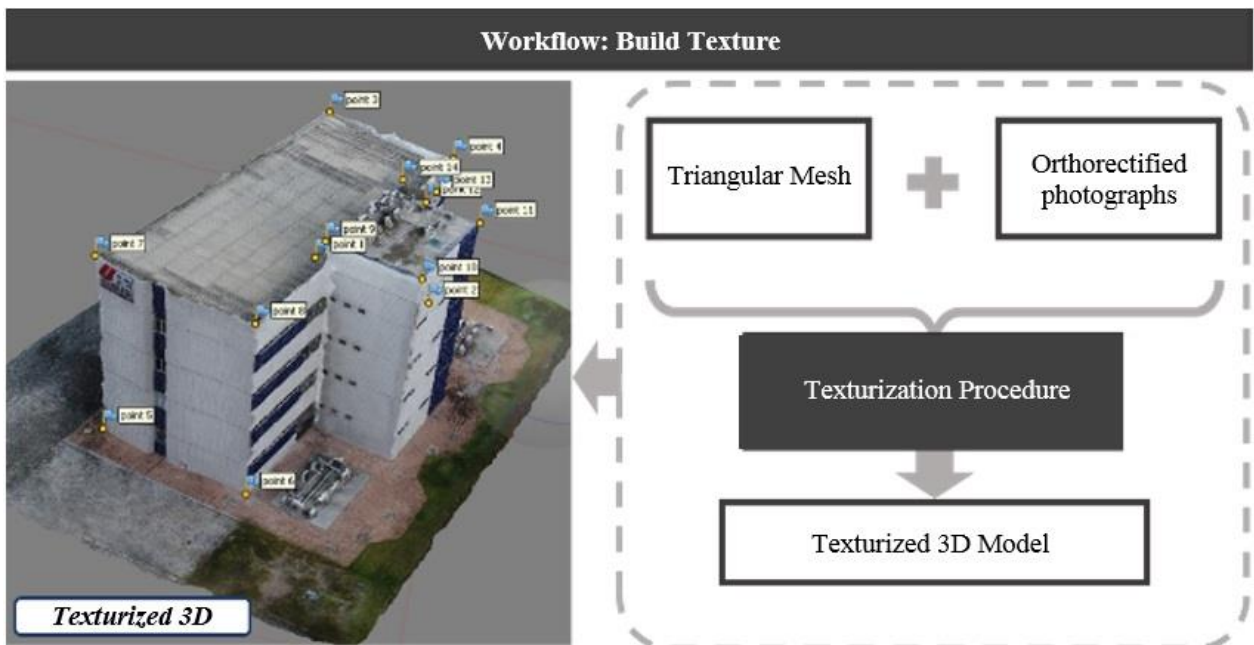 Workflow: Build Texture
point 3
point 4
point 14
point 13
point 12
point 11
point 9
point 7
point 1
point 10
point 2
point 8
point 5
point 6
Texturized 3D
Triangular Mesh
Orthorectified
photographs
Texturization Procedure
Texturized 3D Model